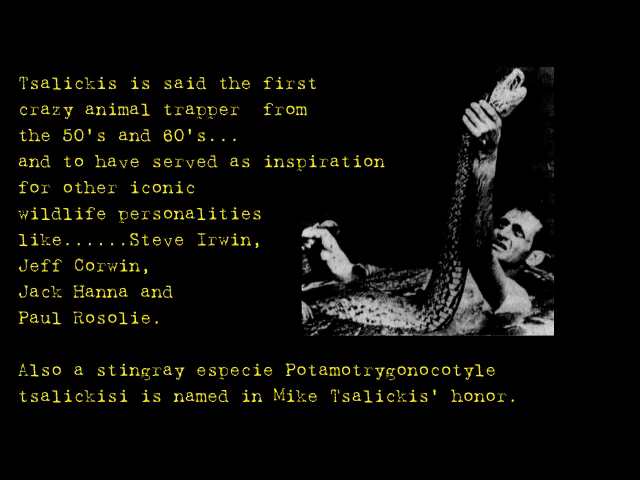 Tsalickis is said the first
crazy animal trapper from
the 50's and 60's...
and to have served as inspiration
for other iconic
wildlife personalities
like......Steve Irwin,
Jeff Corwin,
Jack Hanna and
Paul Rosolie.
Also a stingray especie Potamotrygonocotyle
tsalickisi is named in Mike Tsalickis' honor.